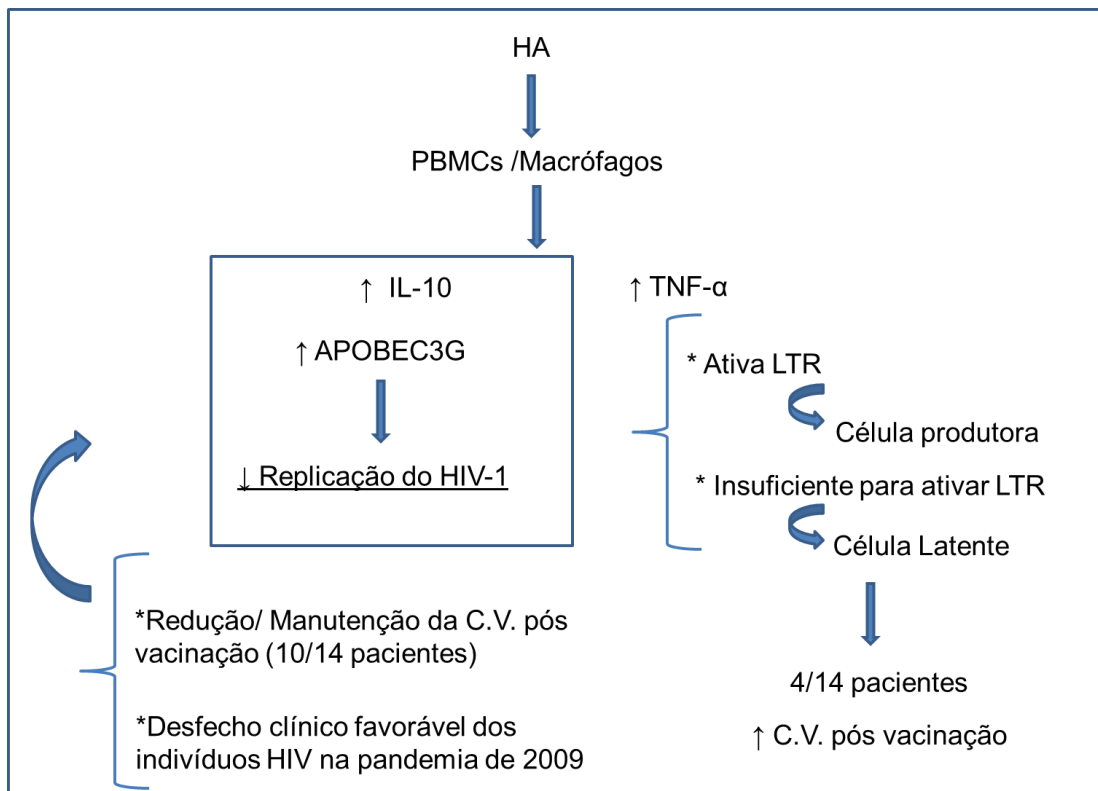 HA
PBMCs /Macrófagos
↑ IL-10
↑ APOBEC3G
↓ Replicação do HIV-1
↑ TNF-α
* Ativa LTR
Célula produtora
* Insuficiente para ativar LTR
Célula Latente
4/14 pacientes
↑ C.V. pós vacinação
*Redução/ Manutenção da C.V. pós
vacinação (10/14 pacientes)
*Desfecho clínico favorável dos
indivíduos HIV na pandemia de 2009